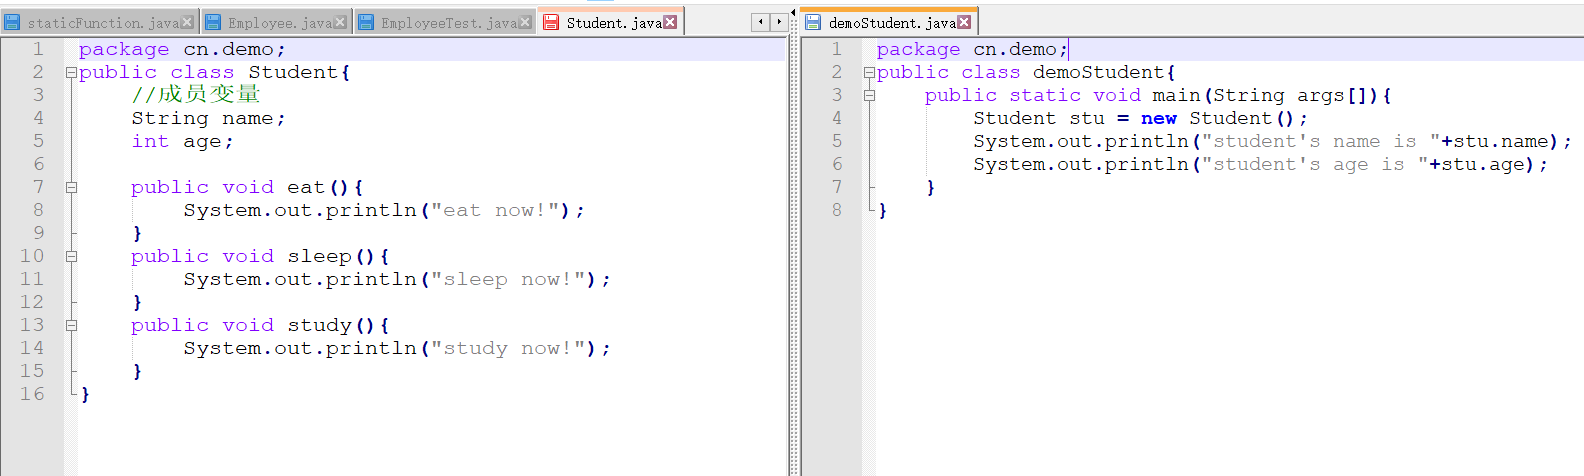 staticFunction.java Employee.java EmployeeTest.java Student.java
1 package cn.demo;
2 public class Student{
3 //成员变量
4 String name;
5 int age;
6
7 public void eat(){
8 System.out.println("eat now!");
9 }
10 public void sleep(){
11 System.out.println("sleep now!");
12 }
13 public void study(){
14 System.out.println("study now!");
15 }
16 }
demoStudent.java
1 package cn.demo;
2 public class demoStudent{
3 public static void main(String args[]){
4 Student stu = new Student();
5 System.out.println("student's name is "+stu.name);
6 System.out.println("student's age is "+stu.age);
7 }
8 }